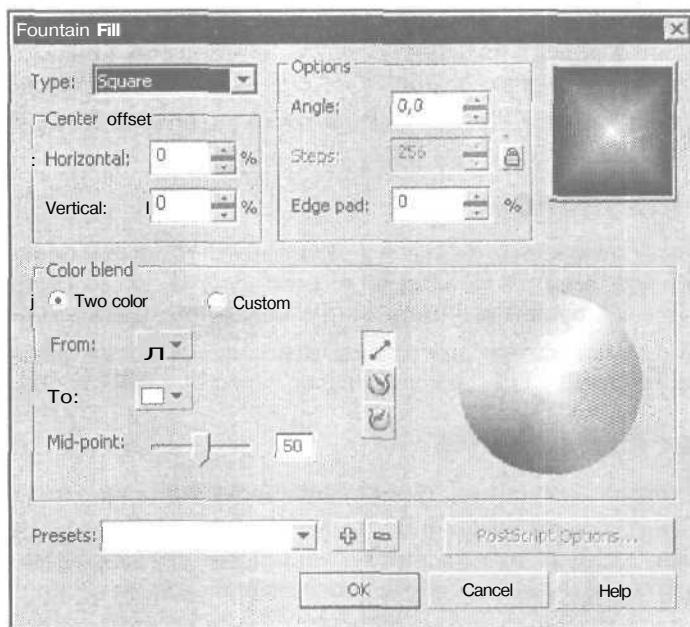 Fountain Fill
Type: Square
Center offset
Horizontal: 0 %
Vertical: 0 %
Options
Angle: 0,0
Steps: 256
Edge pad: 0 %
Color blend
Two color
Custom
From:
To:
Mid-point: 50
Presets:
PostScript Options...
OK
Cancel
Help